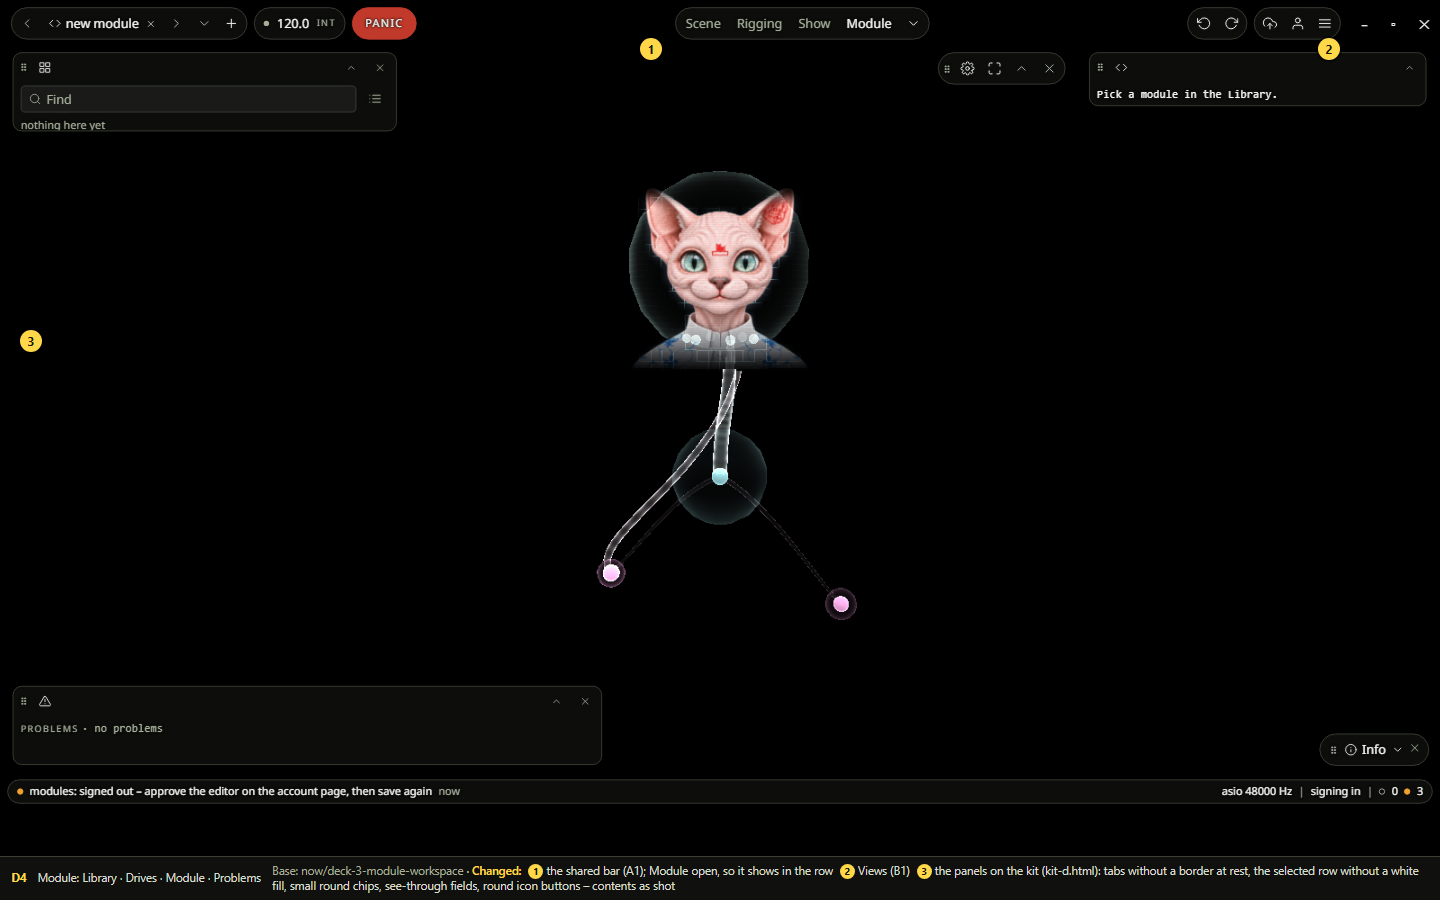 new module
120.0 INT
PANIC
Scene Rigging Show Module
1
2
Find
nothing here yet
Pick a module in the Library.
3
PROBLEMS · no problems
Info
modules: signed out – approve the editor on the account page, then save again now
asio 48000 Hz | signing in | 0 3
D4 Module: Library · Drives · Module · Problems
Base: now/deck-3-module-workspace · Changed: 1 the shared bar (A1); Module open, so it shows in the row 2 Views (B1) 3 the panels on the kit (kit-d.html): tabs without a border at rest, the selected row without a white
fill, small round chips, see-through fields, round icon buttons – contents as shot